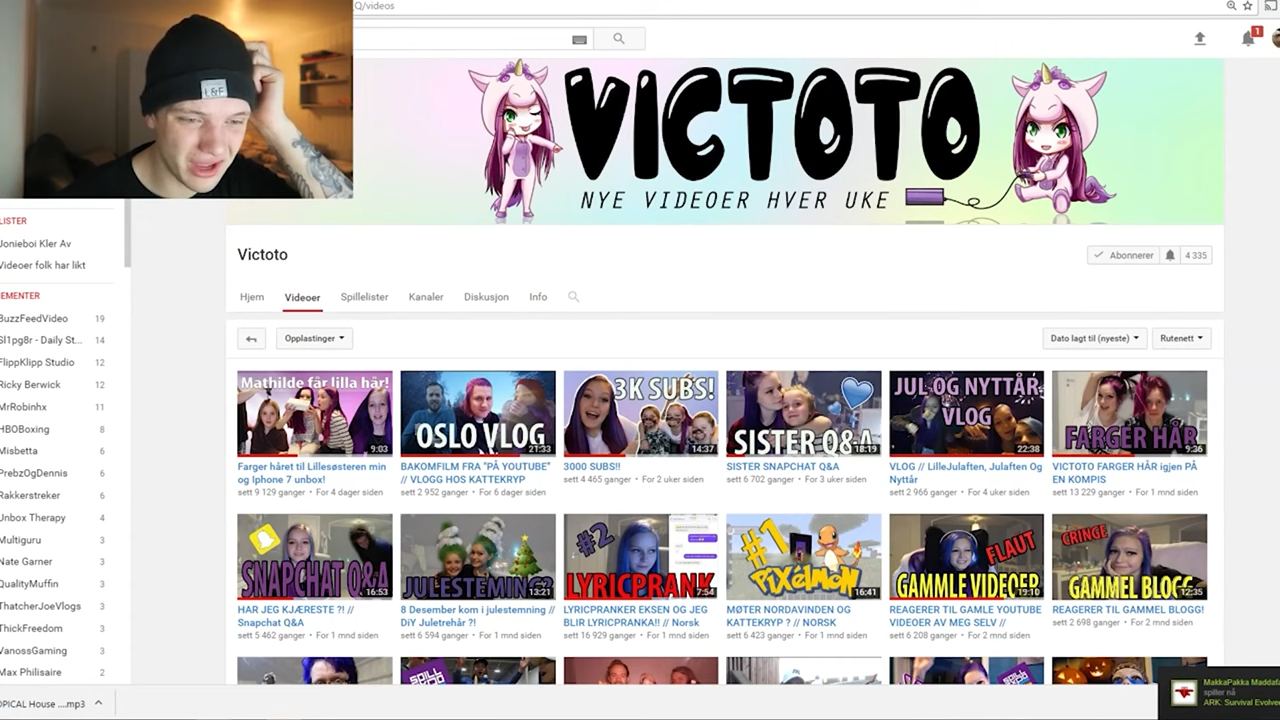 Q/videos
L&F
1
VICTOTO
NYE VIDEOER HVER UKE
LISTER
Jonieboi Kler Av
Videoer folk har likt
Victoto
Abonnerer
4 335
Hjem
Videoer
Spillelister
Kanaler
Diskusjon
Info
EMENTER
BuzzFeedVideo 19
Sl1pg8r - Daily St... 14
FlippKlipp Studio 12
Ricky Berwick 12
MrRobinhx 11
HBOBoxing 8
Misbetta 6
PrebzOgDennis 6
Rakkerstreker 6
Unbox Therapy 4
Multiguru 3
Nate Garner 3
QualityMuffin 3
ThatcherJoeVlogs 3
ThickFreedom 3
VanossGaming 3
Max Philisaire 2
Opplastinger
Dato lagt til (nyeste)
Rutenett
Mathilde får lilla hår!
9:03
Farger håret til Lillesøsteren min
og Iphone 7 unbox!
sett 9 129 ganger • For 4 dager siden
OSLO VLOG
21:33
BAKOMFILM FRA "PÅ YOUTUBE"
// VLOGG HOS KATTEKRYP
sett 2 952 ganger • For 6 dager siden
3K SUBS!
14:37
3000 SUBS!!
sett 4 465 ganger • For 2 uker siden
SISTER Q&A
18:19
SISTER SNAPCHAT Q&A
sett 6 702 ganger • For 3 uker siden
JUL OG NYTTÅR
VLOG
22:38
VLOG // LilleJulaften, Julaften Og
Nyttår
sett 2 966 ganger • For 4 uker siden
FARGER HÅR
9:36
VICTOTO FARGER HÅR igjen PÅ
EN KOMPIS
sett 13 229 ganger • For 1 mnd siden
SNAPCHAT Q&A
16:53
HAR JEG KJÆRESTE ?! //
Snapchat Q&A
sett 5 462 ganger • For 1 mnd siden
JULESTEMING?
13:21
8 Desember kom i julestemning //
DiY Juletrehår ?!
sett 6 594 ganger • For 1 mnd siden
#2
LYRICPRANK
7:54
LYRICPRANKER EKSEN OG JEG
BLIR LYRICPRANKA!! // Norsk
sett 16 929 ganger • For 1 mnd siden
#1
PIXELMON
16:41
MØTER NORDAVINDEN OG
KATTEKRYP ? // NORSK
sett 6 423 ganger • For 1 mnd siden
FLAUT
GAMMLE VIDEOER
19:10
REAGERER TIL GAMLE YOUTUBE
VIDEOER AV MEG SELV //
sett 6 208 ganger • For 2 mnd siden
CRINGE
GAMMEL BLOGG
12:35
REAGERER TIL GAMMEL BLOGG!
sett 2 698 ganger • For 2 mnd siden
OPICAL House ....mp3
MakkaPakka Maddafa
spiller nå
ARK: Survival Evolve